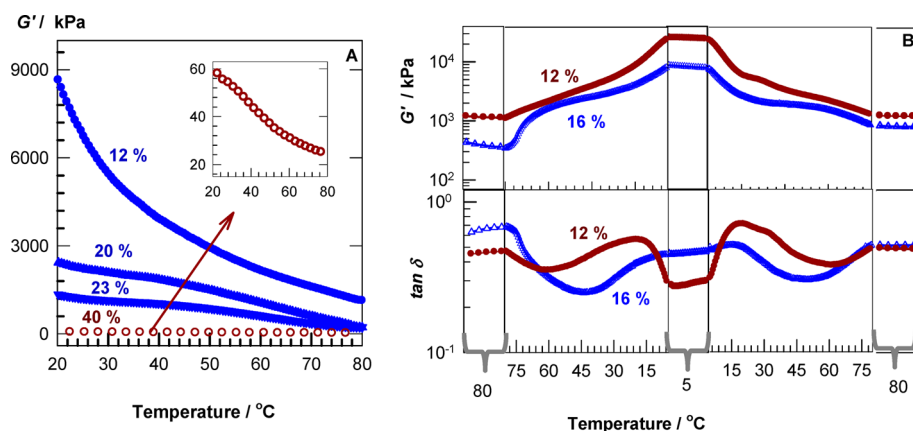 G′ / kPa
A
9000
6000
3000
0
12 %
20 %
23 %
40 %
60
40
20
20 40 60 80
20 30 40 50 60 70 80
Temperature / °C
B
G′ / kPa
10⁴
10³
10²
12 %
16 %
tan δ
10⁰
10⁻¹
12 %
16 %
80 75 60 45 30 15 5 15 30 45 60 75 80
Temperature / °C